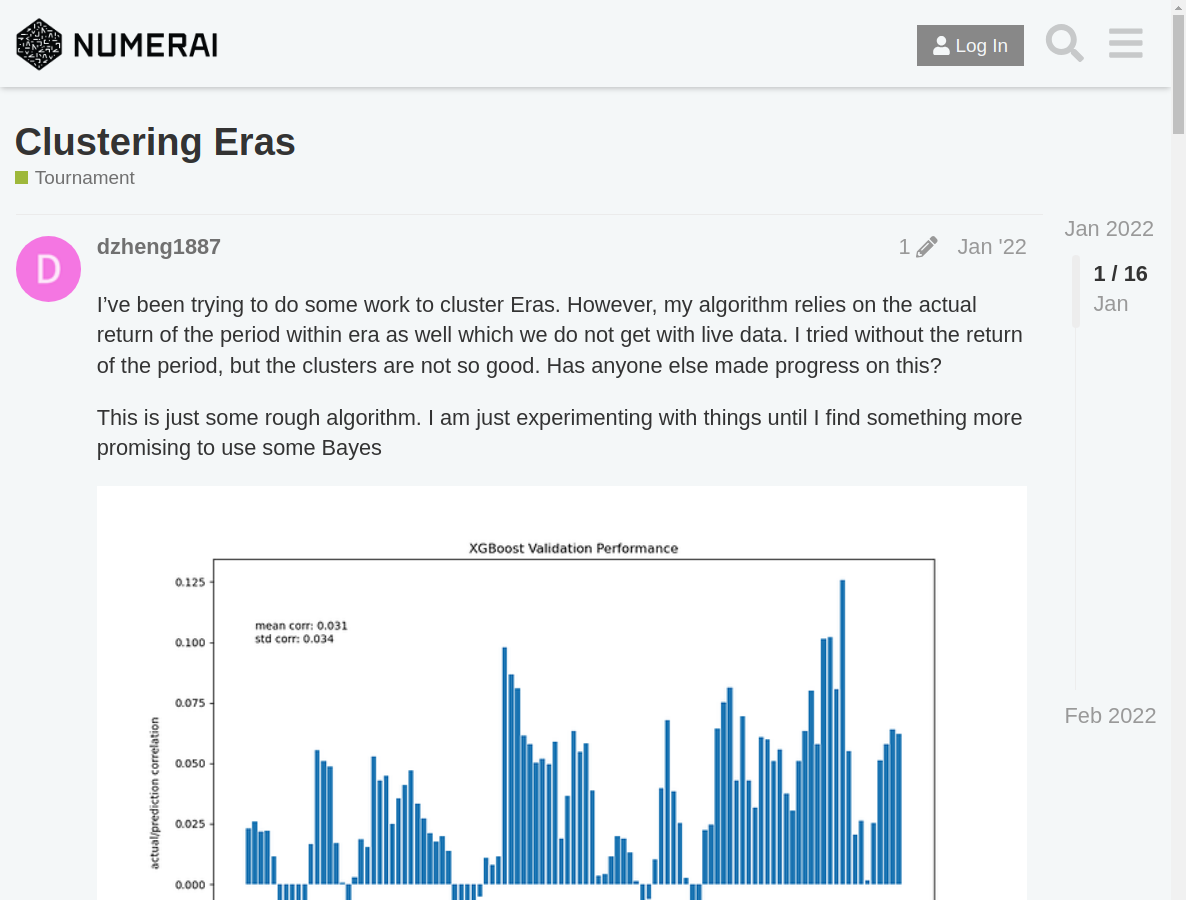 NUMERAI
Log In
Clustering Eras
Tournament
Jan 2022
dzheng1887
1
Jan '22
1 / 16
Jan
I’ve been trying to do some work to cluster Eras. However, my algorithm relies on the actual
return of the period within era as well which we do not get with live data. I tried without the return
of the period, but the clusters are not so good. Has anyone else made progress on this?
This is just some rough algorithm. I am just experimenting with things until I find something more
promising to use some Bayes
D
XGBoost Validation Performance
mean corr: 0.031
std corr: 0.034
0.125
0.100
0.075
0.050
0.025
0.000
actual/prediction correlation
Feb 2022